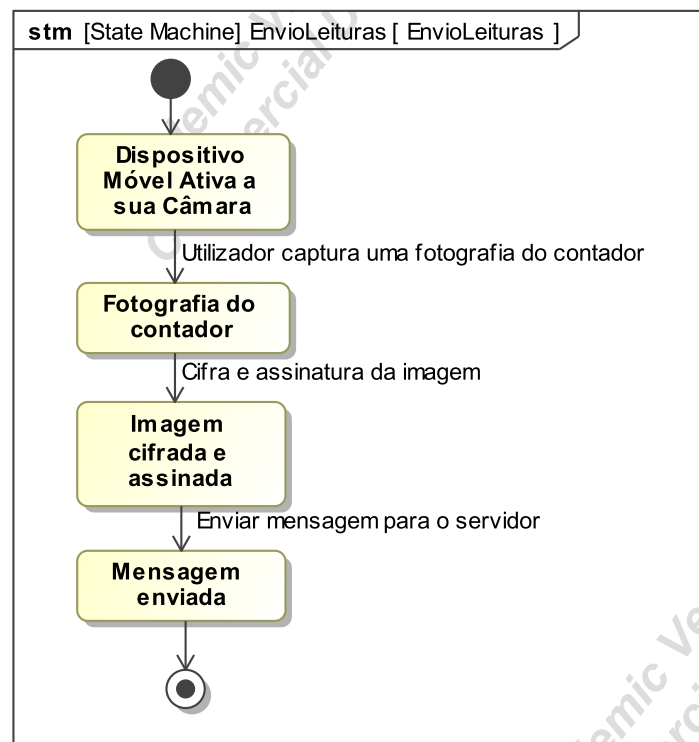 stm [State Machine] EnvioLeituras [ EnvioLeituras ]
Dispositivo
Móvel Ativa a
sua Câmara
Utilizador captura uma fotografia do contador
Fotografia do
contador
Cifra e assinatura da imagem
Imagem
cifrada e
assinada
Enviar mensagem para o servidor
Mensagem
enviada